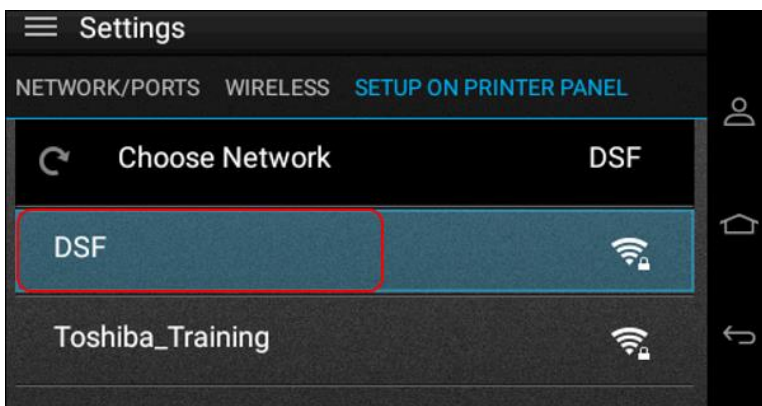 Settings
NETWORK/PORTS WIRELESS SETUP ON PRINTER PANEL
Choose Network DSF
DSF
Toshiba_Training